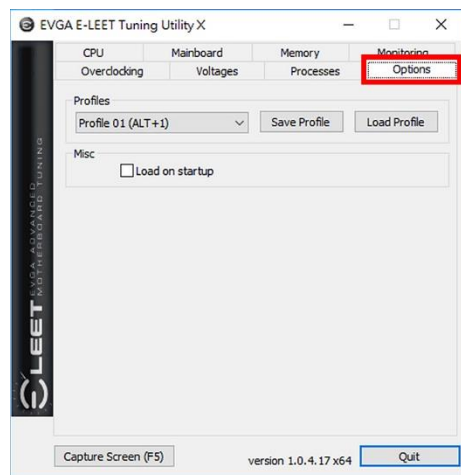 EVGA E-LEET Tuning Utility X
CPU Mainboard Memory Monitoring
Overclocking Voltages Processes Options
Profiles
Profile 01 (ALT+1) Save Profile Load Profile
Misc
Load on startup
ELEET EVGA ADVANCED MOTHERBOARD TUNING
Capture Screen (F5) version 1.0.4.17 x64 Quit